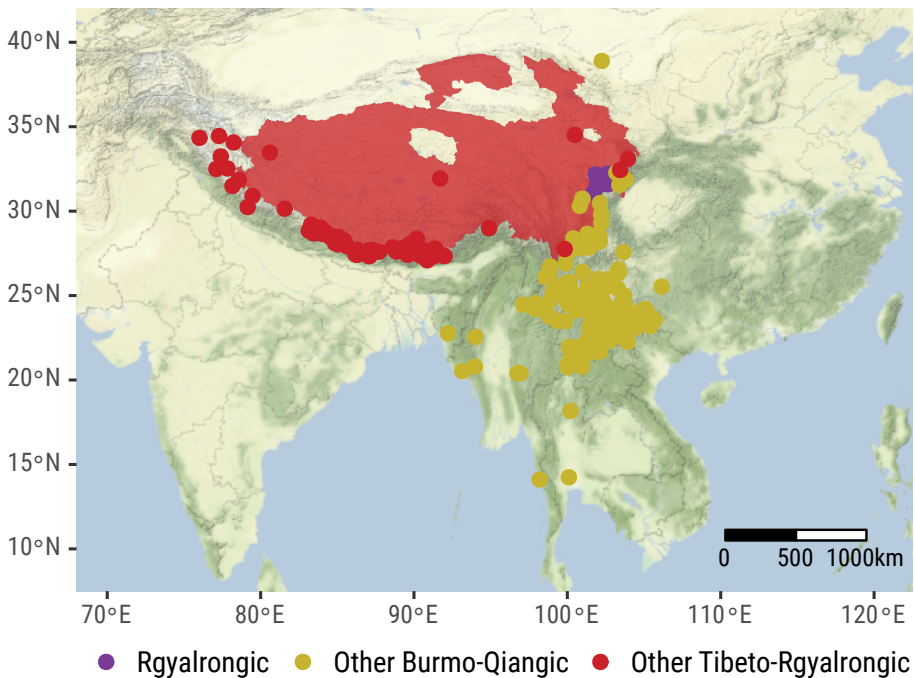 40°N
35°N
30°N
25°N
20°N
15°N
10°N
0 500 1000km
70°E 80°E 90°E 100°E 110°E 120°E
Rgyalrongic Other Burmo-Qiangic Other Tibeto-Rgyalrongic